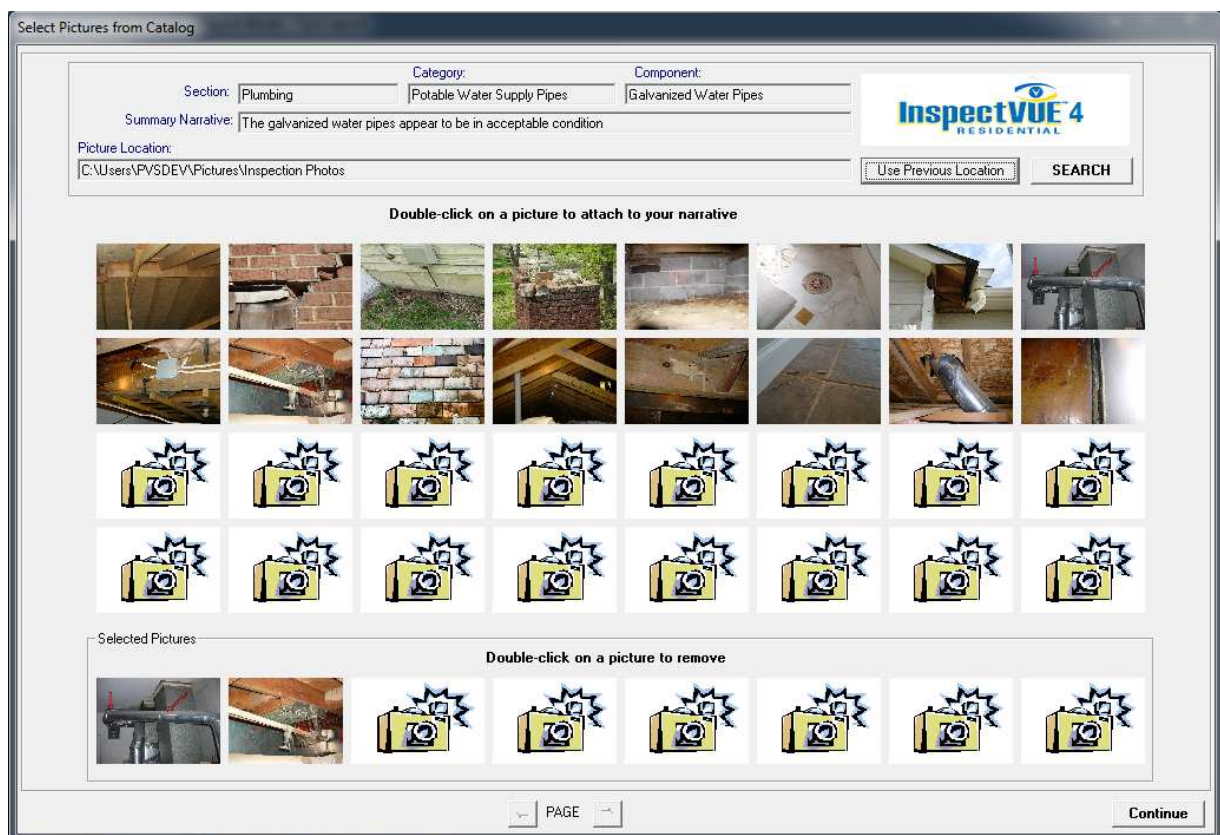 Select Pictures from Catalog
Category:
Component:
Section:
Plumbing
Potable Water Supply Pipes
Galvanized Water Pipes
Summary Narrative:
The galvanized water pipes appear to be in acceptable condition
InspectVUE™ 4
RESIDENTIAL
Picture Location:
C:\Users\PVSDEV\Pictures\Inspection Photos
Use Previous Location
SEARCH
Double-click on a picture to attach to your narrative
Selected Pictures
Double-click on a picture to remove
PAGE
Continue